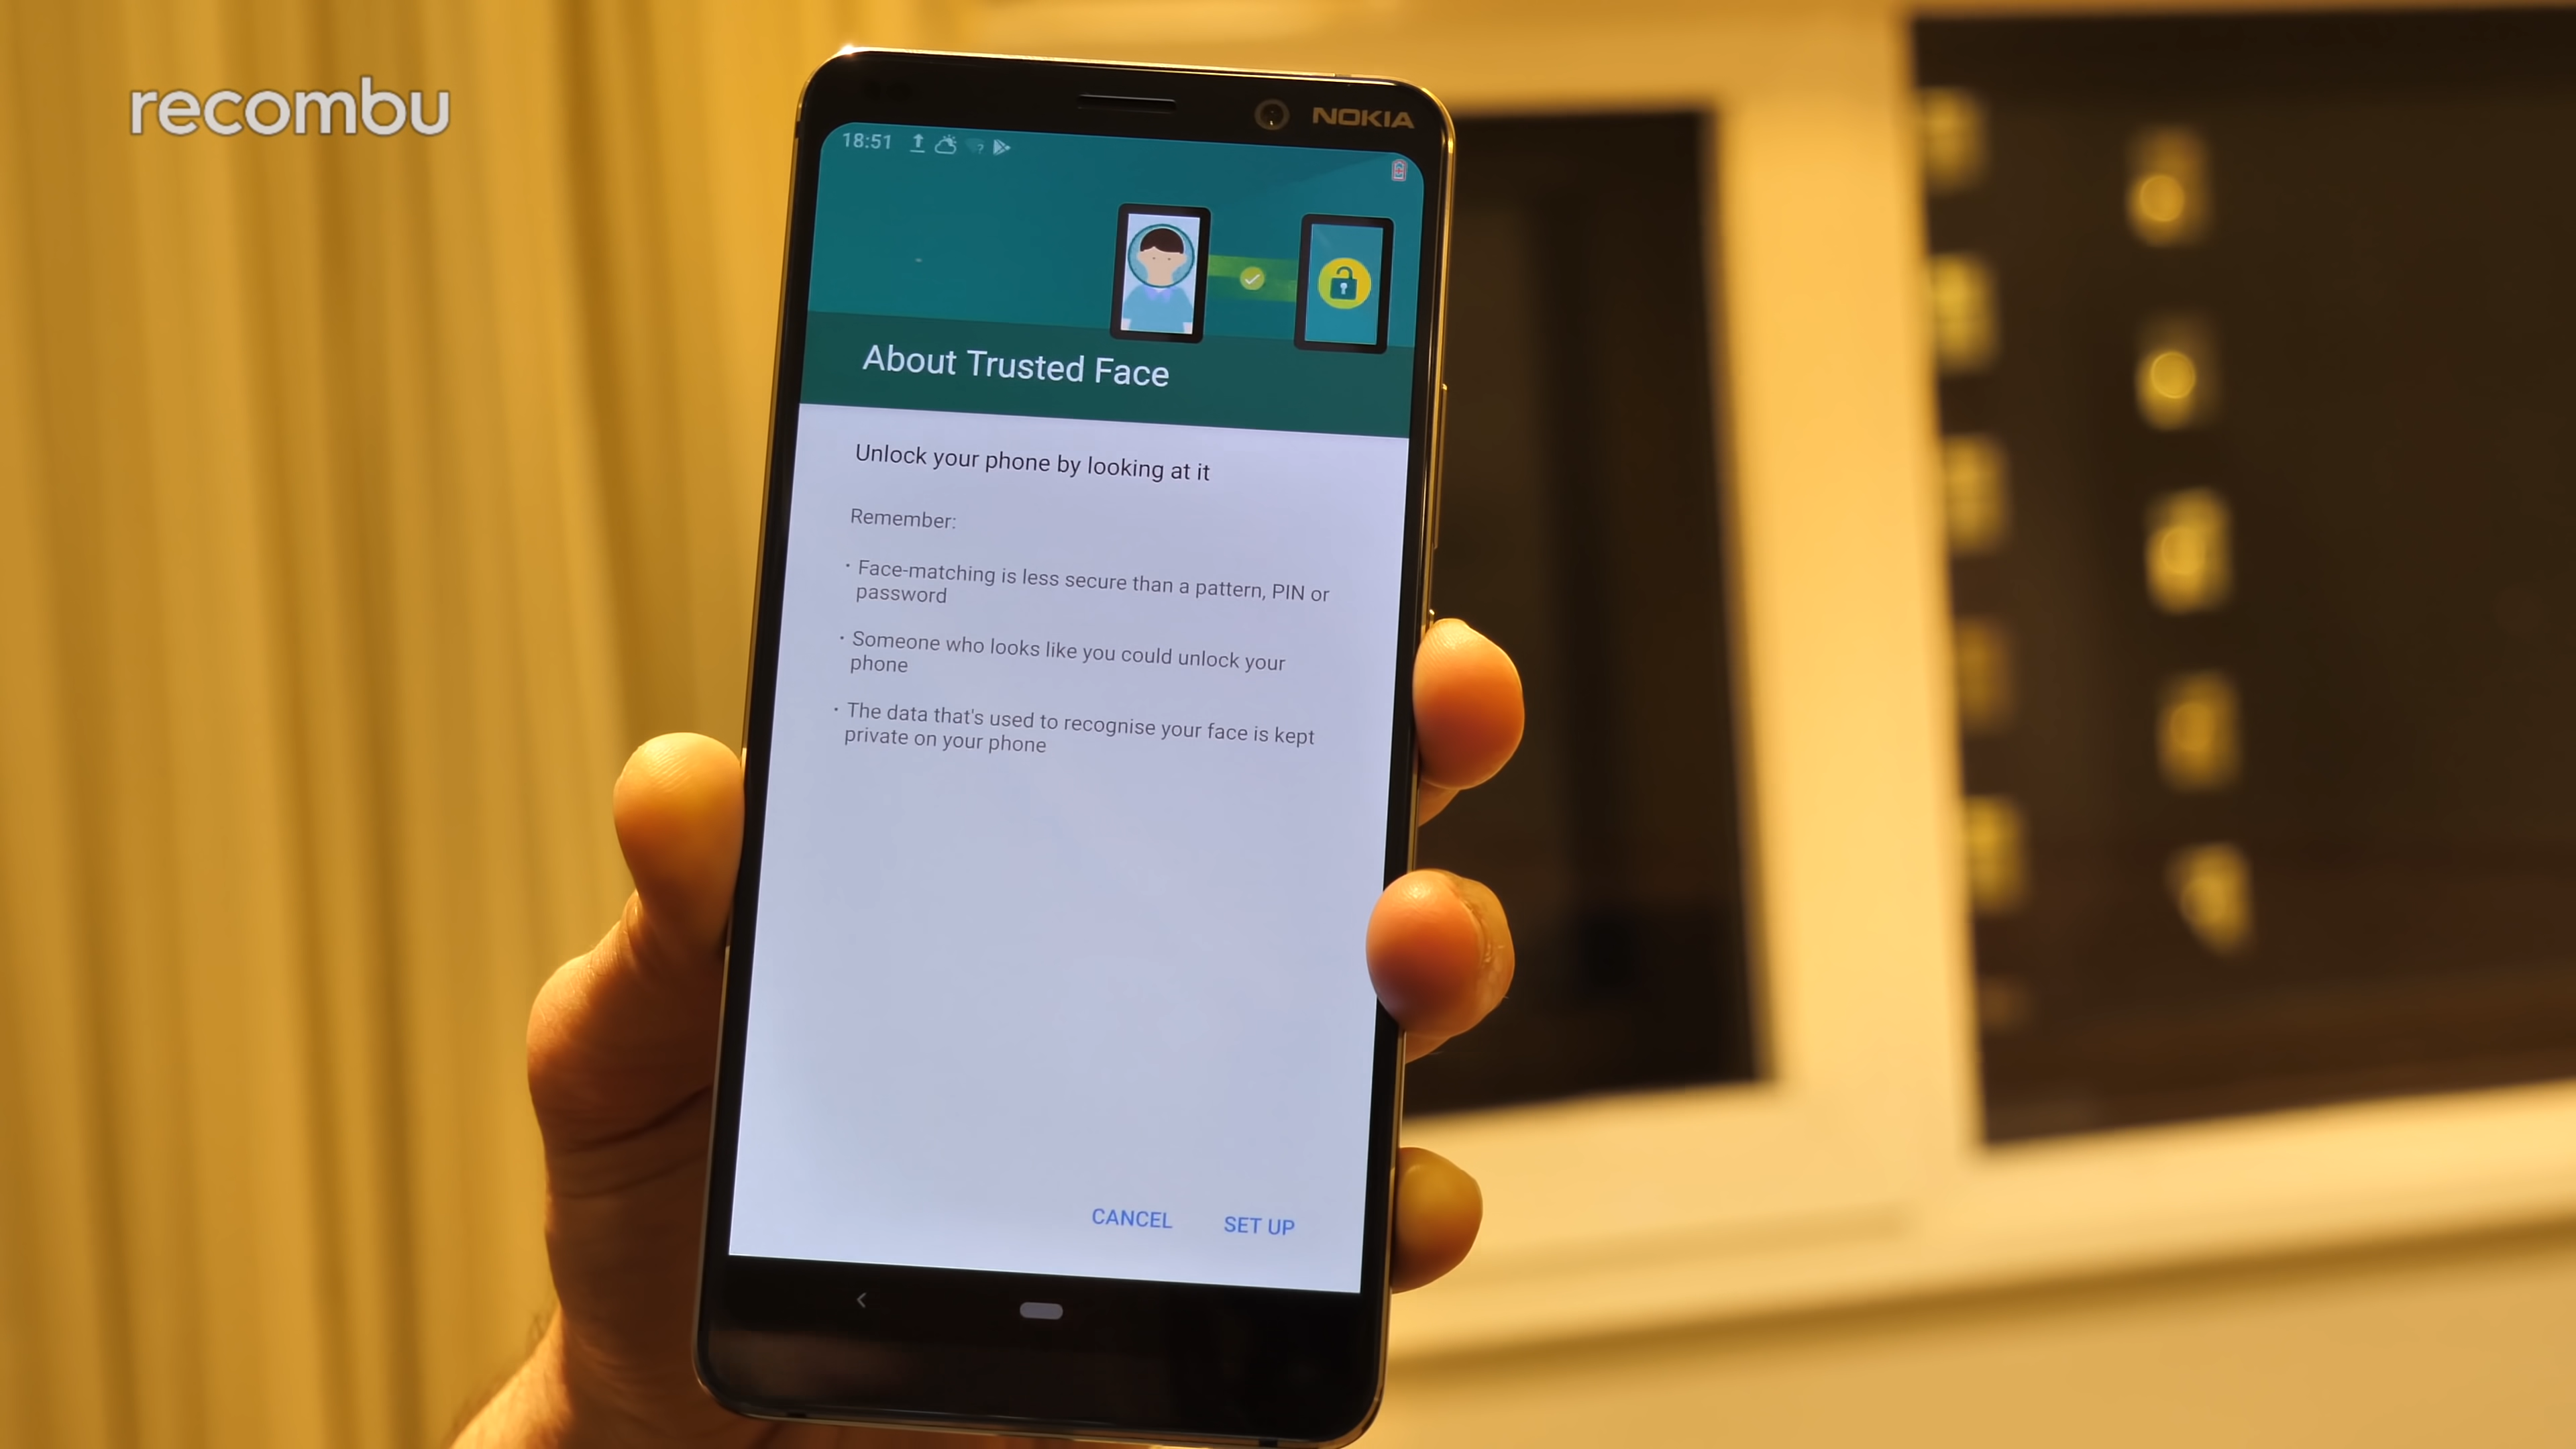 recombu
NOKIA
18:51
About Trusted Face
Unlock your phone by looking at it
Remember:
· Face-matching is less secure than a pattern, PIN or
password
· Someone who looks like you could unlock your
phone
· The data that's used to recognise your face is kept
private on your phone
CANCEL SET UP